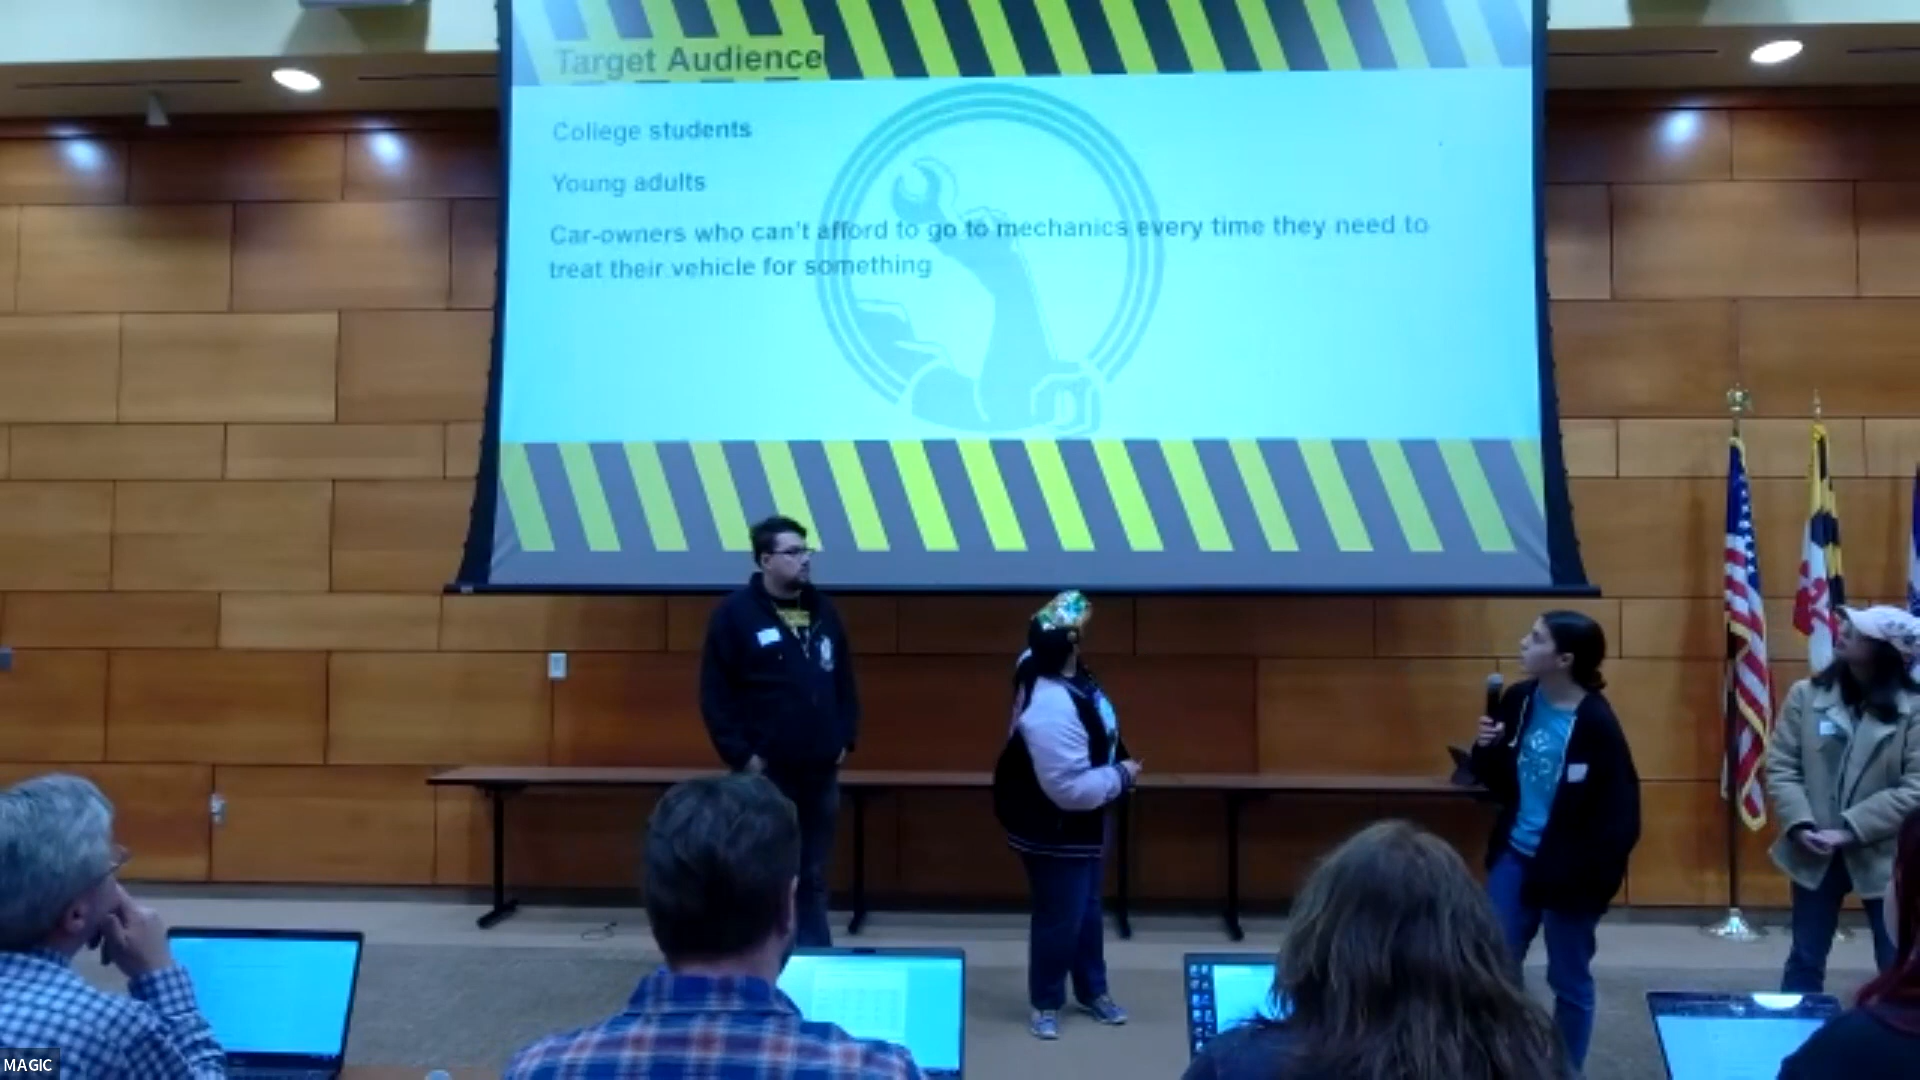 Target Audience
College students
Young adults
Car-owners who can't afford to go to mechanics every time they need to
treat their vehicle for something
MAGIC